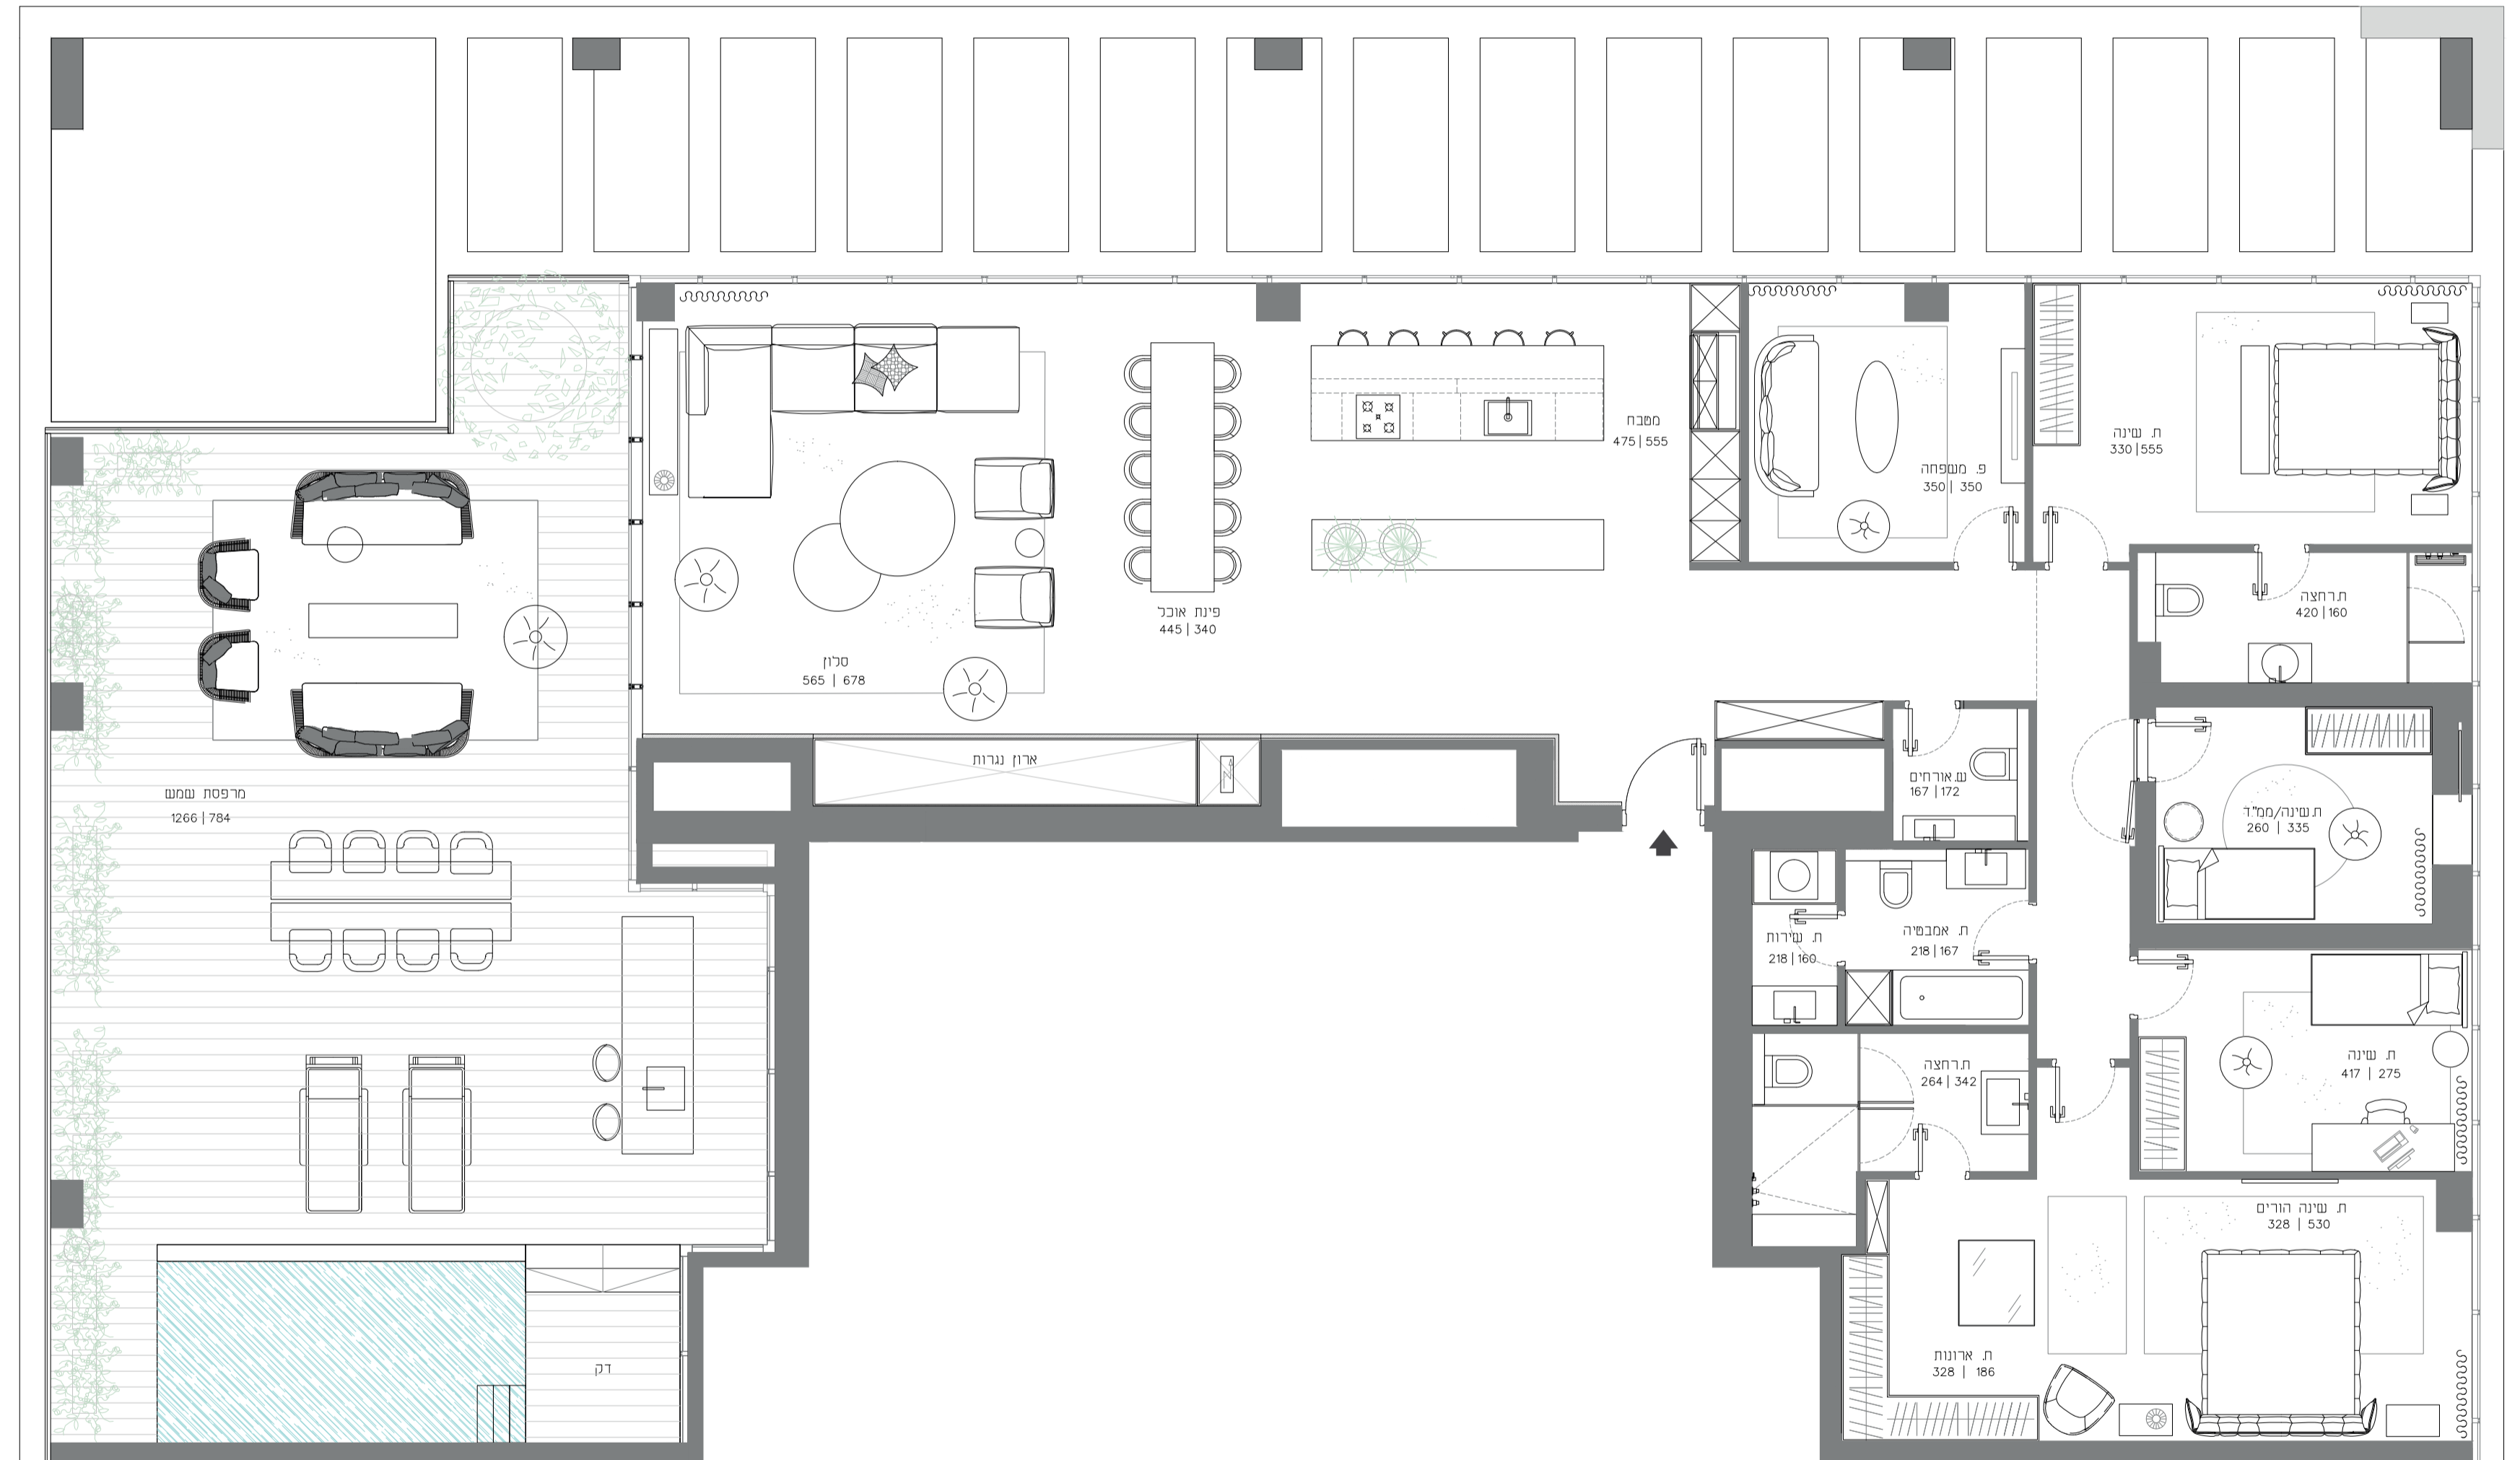 מטבח
475|555
ח. שינה
330|555
פ. משפחה
350|350
ת.רחצה
420|160
פינת אוכל
445|340
סלון
565 | 678
ארון נגרות
ש.אורחים
167|172
מרפסת שמש
1266|784
ח.שינה/ממ"ד
260 | 335
ח. אמבטיה
218|167
ח. שירות
218|160
ח. שינה
417 | 275
ת.רחצה
264|342
ח. שינה הורים
328 | 530
ח. ארונות
328 | 186
דק